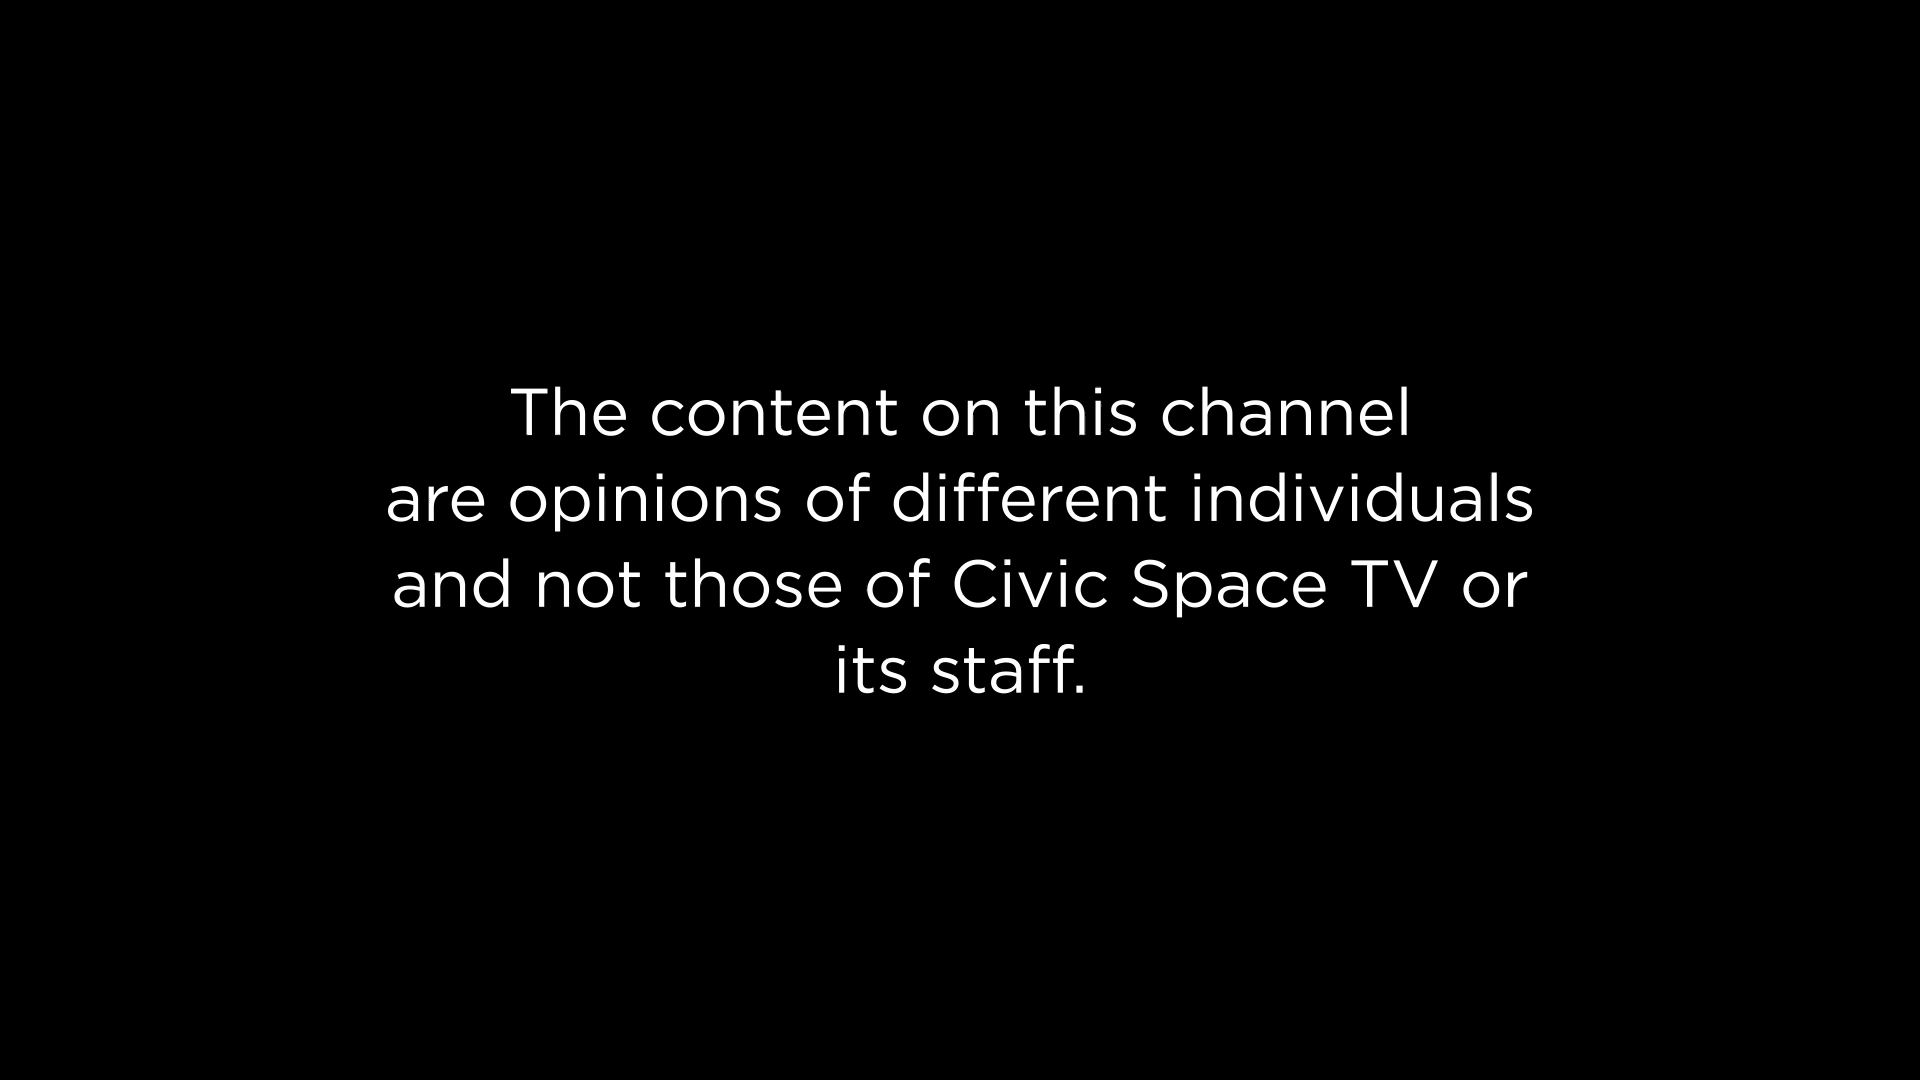 The content on this channel
are opinions of different individuals
and not those of Civic Space TV or
its staff.